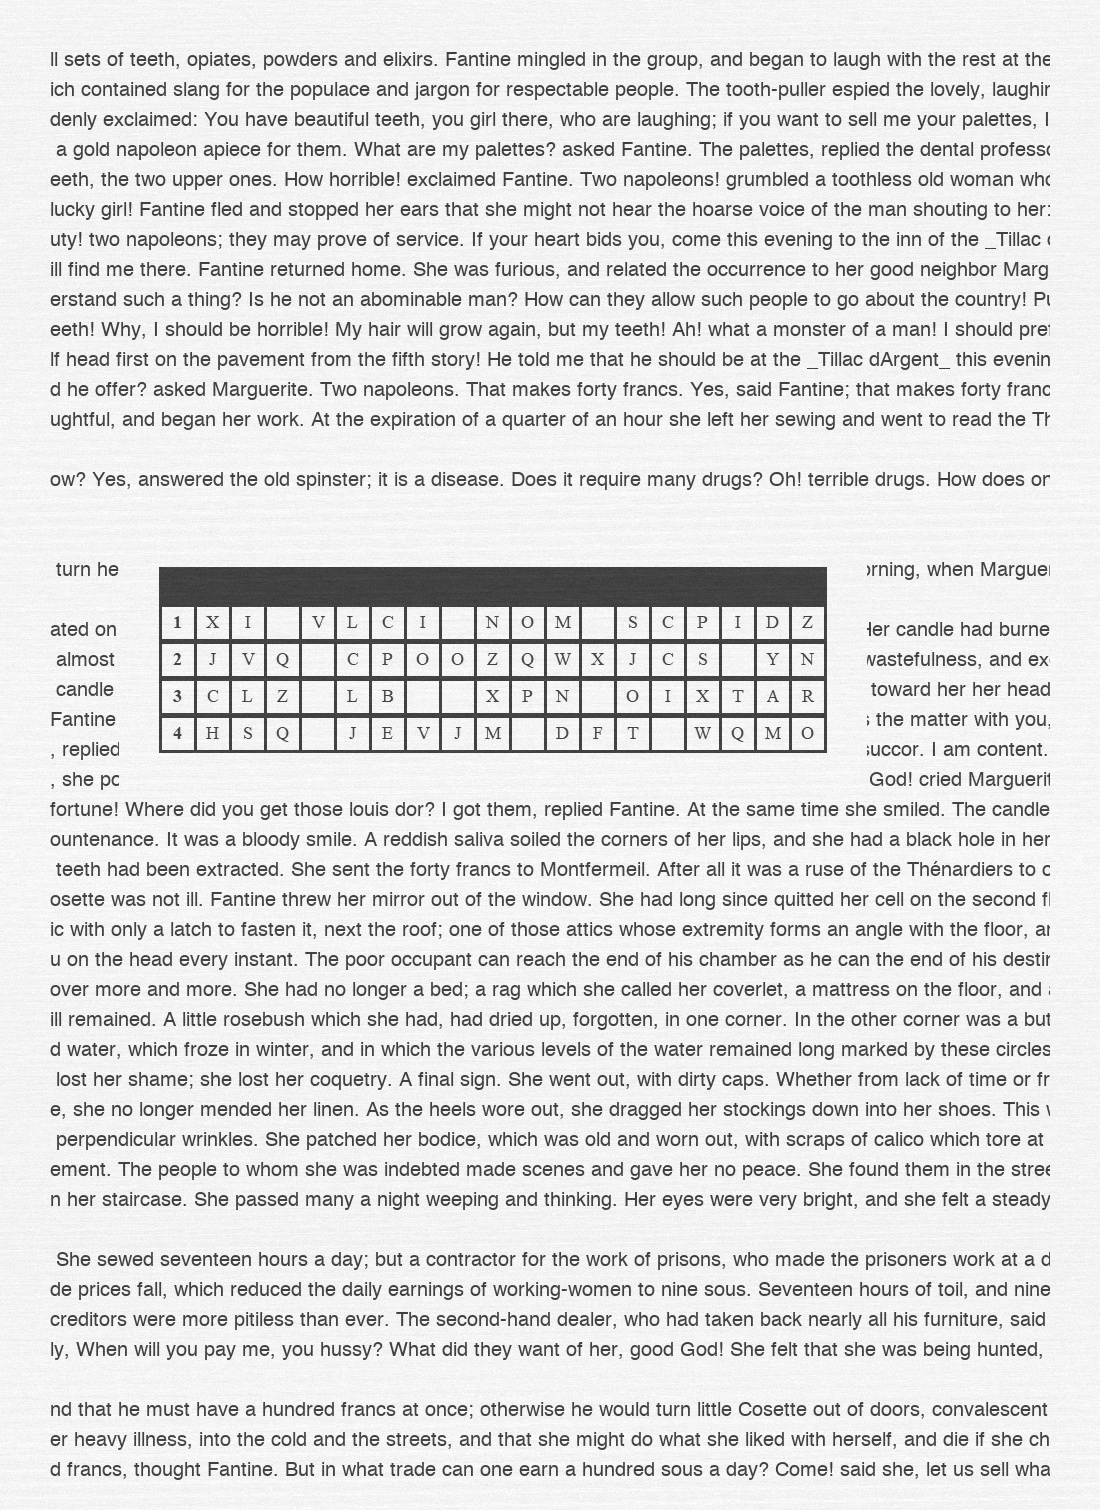 ll sets of teeth, opiates, powders and elixirs. Fantine mingled in the group, and began to laugh with the rest at the
ich contained slang for the populace and jargon for respectable people. The tooth-puller espied the lovely,
denly exclaimed: You have beautiful teeth, you girl there, who are laughing; if you want to sell me your palettes, I
a gold napoleon apiece for them. What are my palettes? asked Fantine. The palettes, replied the dental
eeth, the two upper ones. How horrible! exclaimed Fantine. Two napoleons! grumbled a toothless old woman
lucky girl! Fantine fled and stopped her ears that she might not hear the hoarse voice of the man shouting to her:
uty! two napoleons; they may prove of service. If your heart bids you, come this evening to the inn of the _Tillac
ill find me there. Fantine returned home. She was furious, and related the occurrence to her good neighbor Marg
erstand such a thing? Is he not an abominable man? How can they allow such people to go about the country!
eeth! Why, I should be horrible! My hair will grow again, but my teeth! Ah! what a monster of a man! I should
lf head first on the pavement from the fifth story! He told me that he should be at the _Tillac dArgent_ this evenin
d he offer? asked Marguerite. Two napoleons. That makes forty francs. Yes, said Fantine; that makes forty franc
ughtful, and began her work. At the expiration of a quarter of an hour she left her sewing and went to read the
ow? Yes, answered the old spinster; it is a disease. Does it require many drugs? Oh! terrible drugs. How does on
turn he
orning, when Marguer
1 X I V L C I N O M S C P I D Z
ated on
Her candle had burne
2 J V Q C P O O Z Q W X J C S Y N
almost
wastefulness, and ex
3 C L Z L B X P N O I X T A R
candle
toward her her head
4 H S Q J E V J M D F T W Q M O
Fantine
s the matter with you,
, replied
succor. I am content.
, she po
God! cried Marguerit
fortune! Where did you get those louis dor? I got them, replied Fantine. At the same time she smiled. The candle
ountenance. It was a bloody smile. A reddish saliva soiled the corners of her lips, and she had a black hole in her
teeth had been extracted. She sent the forty francs to Montfermeil. After all it was a ruse of the Thénardiers to
osette was not ill. Fantine threw her mirror out of the window. She had long since quitted her cell on the second
ic with only a latch to fasten it, next the roof; one of those attics whose extremity forms an angle with the floor,
u on the head every instant. The poor occupant can reach the end of his chamber as he can the end of his
over more and more. She had no longer a bed; a rag which she called her coverlet, a mattress on the floor, and
ill remained. A little rosebush which she had, had dried up, forgotten, in one corner. In the other corner was a but
d water, which froze in winter, and in which the various levels of the water remained long marked by these circles
lost her shame; she lost her coquetry. A final sign. She went out, with dirty caps. Whether from lack of time or fr
e, she no longer mended her linen. As the heels wore out, she dragged her stockings down into her shoes. This
perpendicular wrinkles. She patched her bodice, which was old and worn out, with scraps of calico which tore at
ement. The people to whom she was indebted made scenes and gave her no peace. She found them in the stree
n her staircase. She passed many a night weeping and thinking. Her eyes were very bright, and she felt a steady
She sewed seventeen hours a day; but a contractor for the work of prisons, who made the prisoners work at a d
de prices fall, which reduced the daily earnings of working-women to nine sous. Seventeen hours of toil, and nine
creditors were more pitiless than ever. The second-hand dealer, who had taken back nearly all his furniture, said
ly, When will you pay me, you hussy? What did they want of her, good God! She felt that she was being hunted,
nd that he must have a hundred francs at once; otherwise he would turn little Cosette out of doors, convalescent
er heavy illness, into the cold and the streets, and that she might do what she liked with herself, and die if she ch
d francs, thought Fantine. But in what trade can one earn a hundred sous a day? Come! said she, let us sell wha